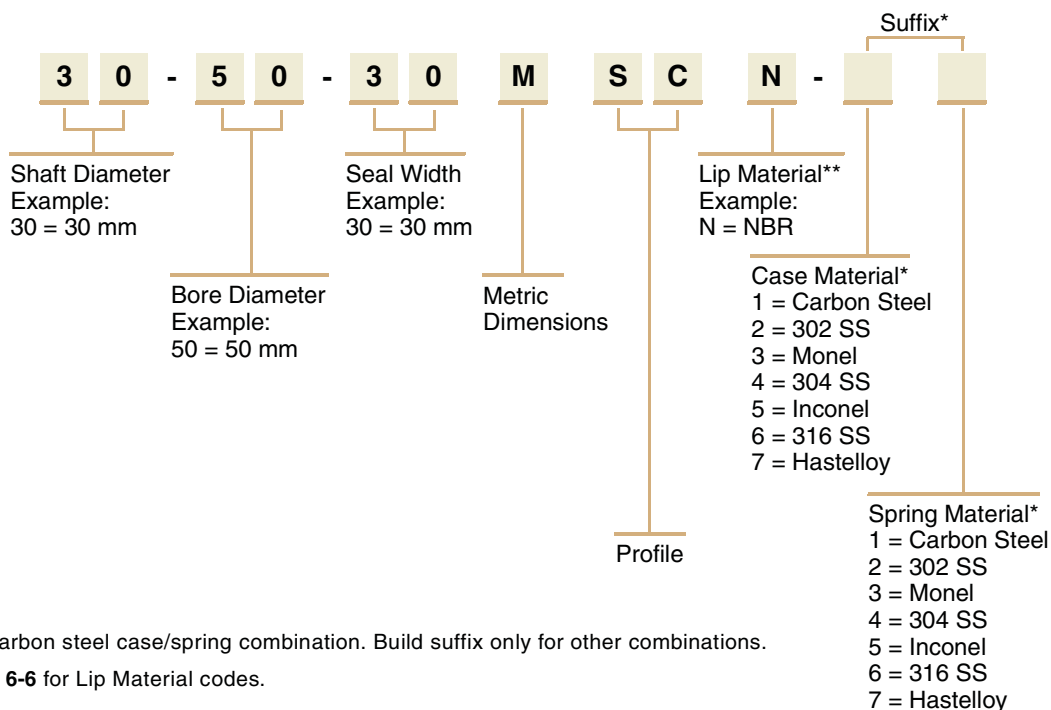 Suffix*
3 0 - 5 0 - 3 0 M S C N -
Shaft Diameter
Example:
30 = 30 mm
Seal Width
Example:
30 = 30 mm
Lip Material**
Example:
N = NBR
Bore Diameter
Example:
50 = 50 mm
Metric
Dimensions
Case Material*
1 = Carbon Steel
2 = 302 SS
3 = Monel
4 = 304 SS
5 = Inconel
6 = 316 SS
7 = Hastelloy
Profile
Spring Material*
1 = Carbon Steel
2 = 302 SS
3 = Monel
4 = 304 SS
5 = Inconel
6 = 316 SS
7 = Hastelloy
arbon steel case/spring combination. Build suffix only for other combinations.
6-6 for Lip Material codes.